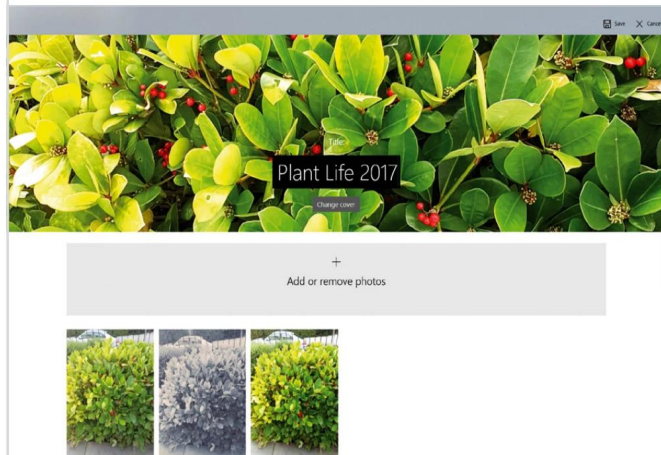 Save Cancel
Title:
Plant Life 2017
Change cover
+
Add or remove photos